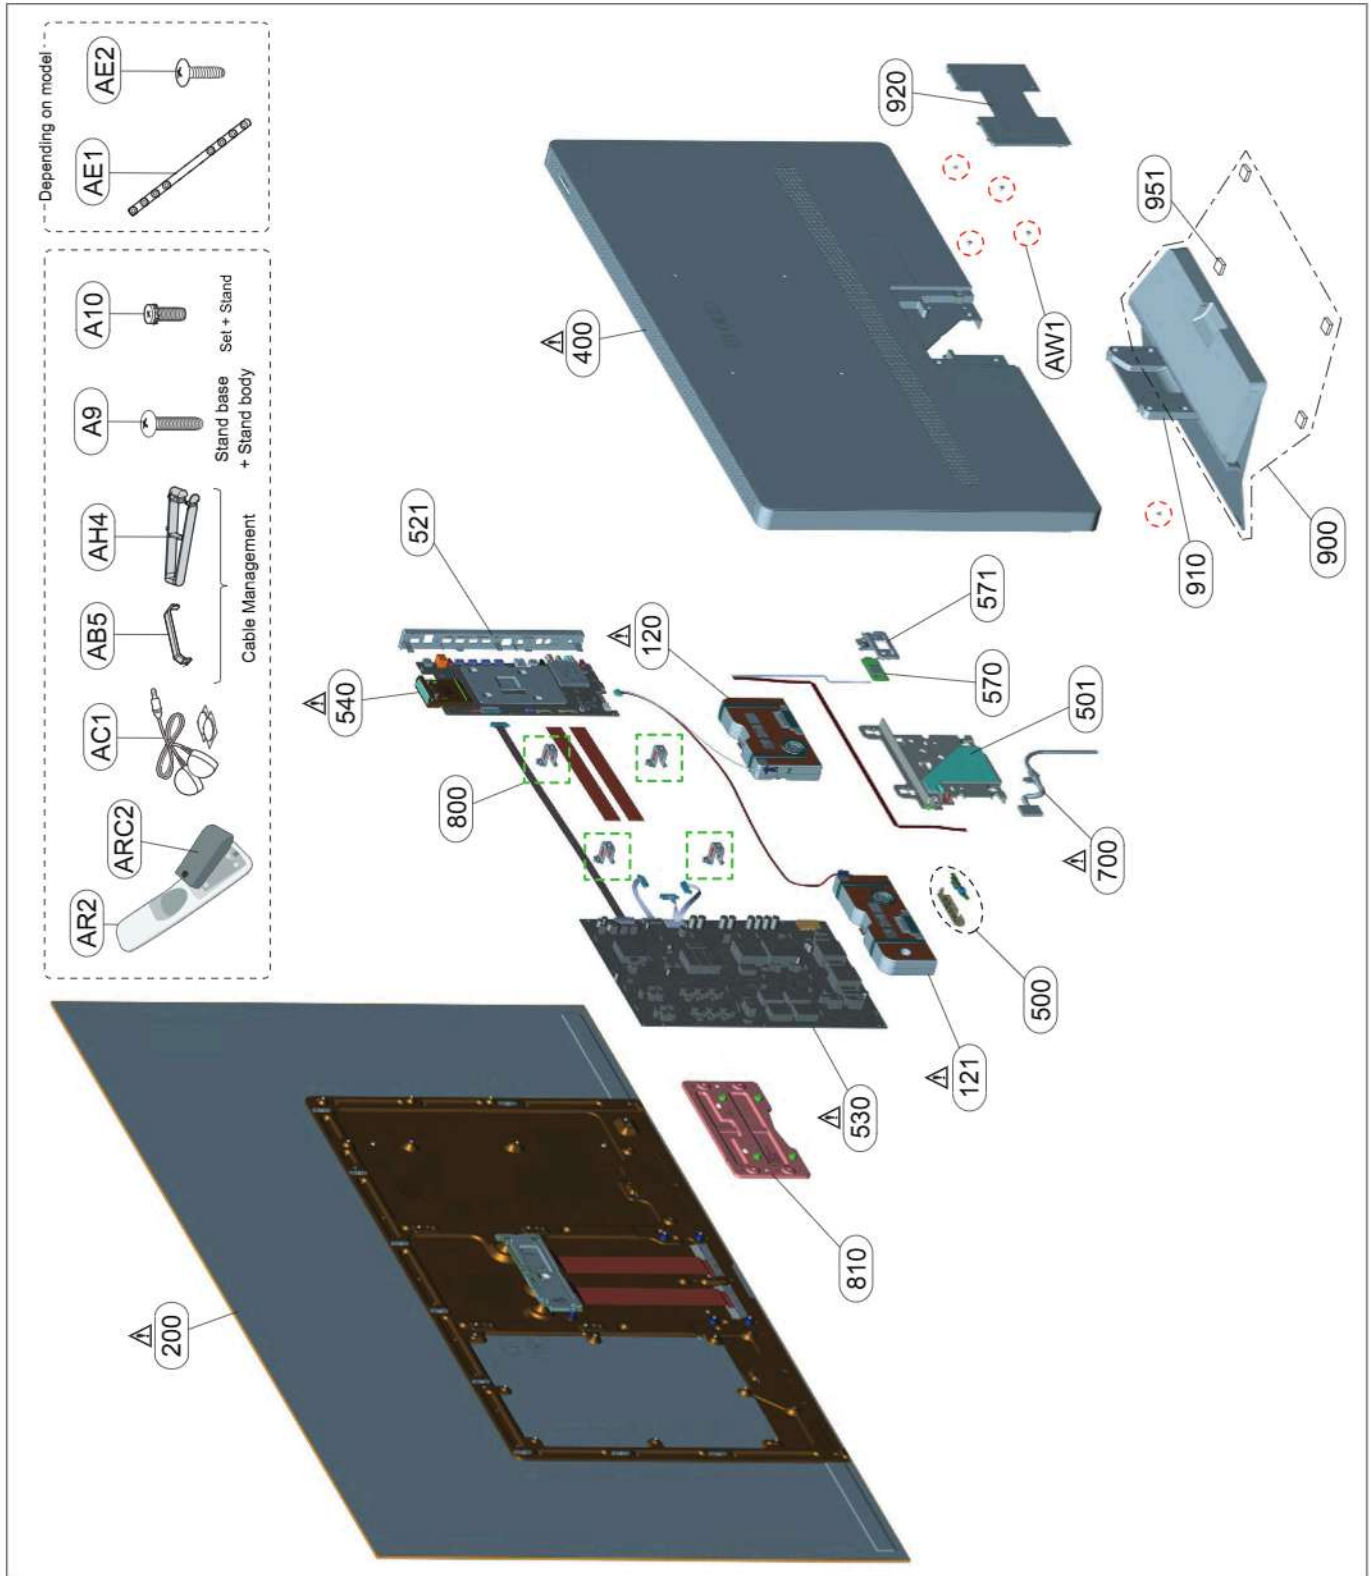 Depending on model
AE1
AE2
AR2
ARC2
AC1
AB5
AH4
A9
A10
Cable Management
Stand base
+ Stand body
Set + Stand
200
810
530
121
500
800
540
521
120
700
501
570
571
400
AW1
920
900
910
951